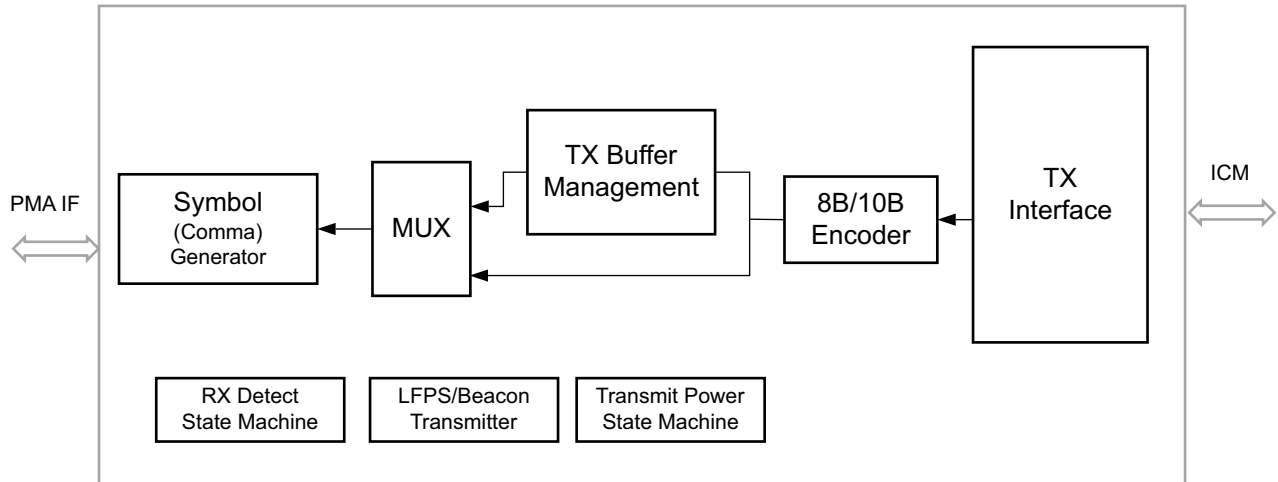 PMA IF
Symbol
(Comma)
Generator
MUX
TX Buffer
Management
8B/10B
Encoder
TX
Interface
ICM
RX Detect
State Machine
LFPS/Beacon
Transmitter
Transmit Power
State Machine